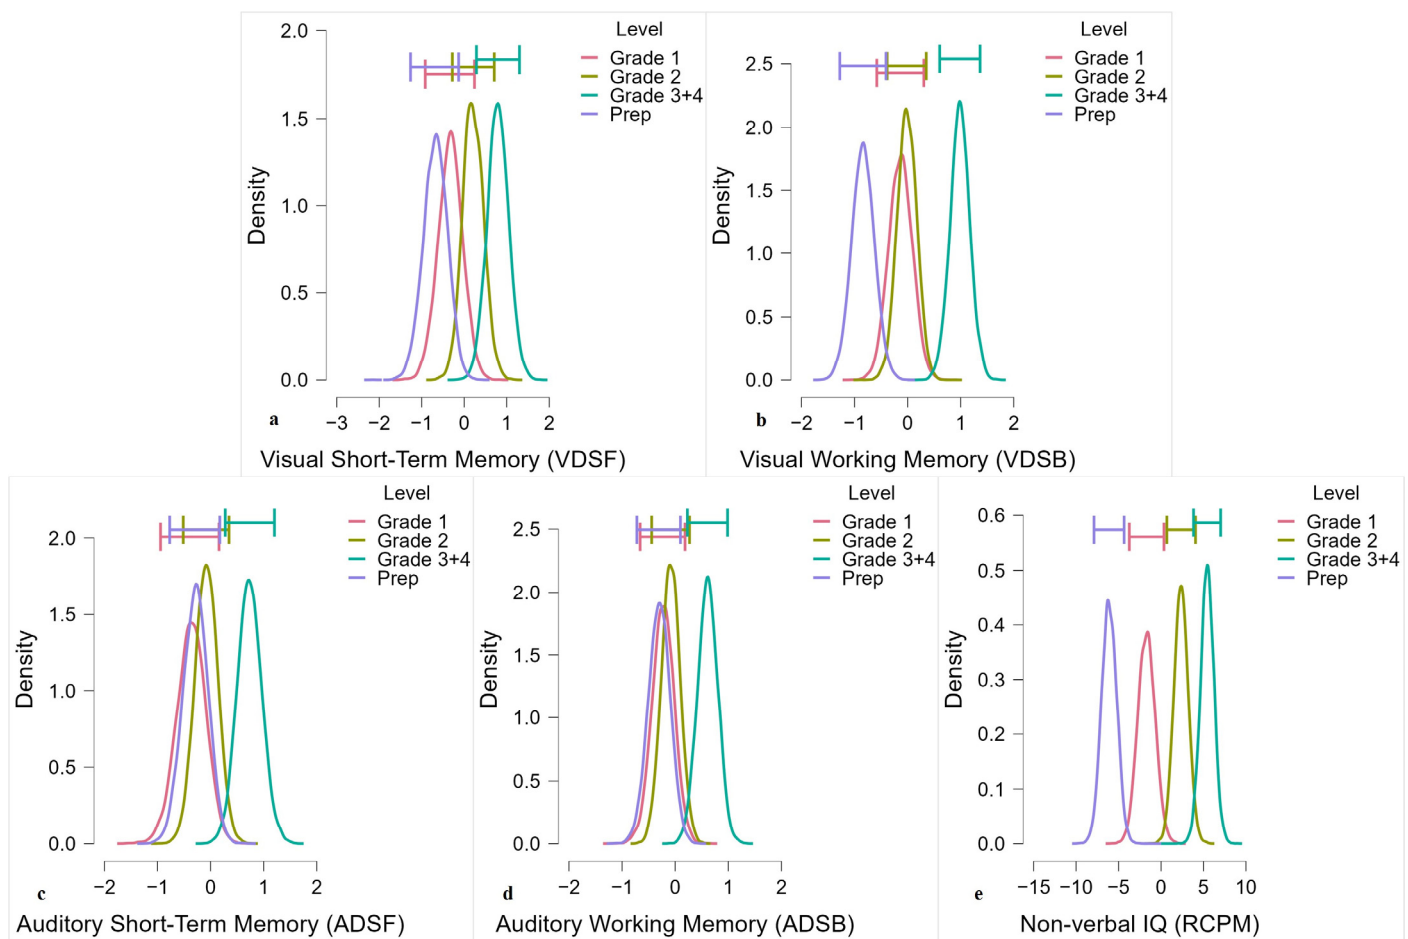 Level
Grade 1
Grade 2
Grade 3+4
Prep
2.0
1.5
1.0
0.5
0.0
Density
−3 −2 −1 0 1 2
a
Visual Short-Term Memory (VDSF)
Level
Grade 1
Grade 2
Grade 3+4
Prep
2.5
2.0
1.5
1.0
0.5
0.0
Density
−2 −1 0 1 2
b
Visual Working Memory (VDSB)
Level
Grade 1
Grade 2
Grade 3+4
Prep
2.0
1.5
1.0
0.5
0.0
Density
−2 −1 0 1 2
c
Auditory Short-Term Memory (ADSF)
Level
Grade 1
Grade 2
Grade 3+4
Prep
2.5
2.0
1.5
1.0
0.5
0.0
Density
−2 −1 0 1 2
d
Auditory Working Memory (ADSB)
Level
Grade 1
Grade 2
Grade 3+4
Prep
0.6
0.5
0.4
0.3
0.2
0.1
0.0
Density
−15 −10 −5 0 5 10
e
Non-verbal IQ (RCPM)